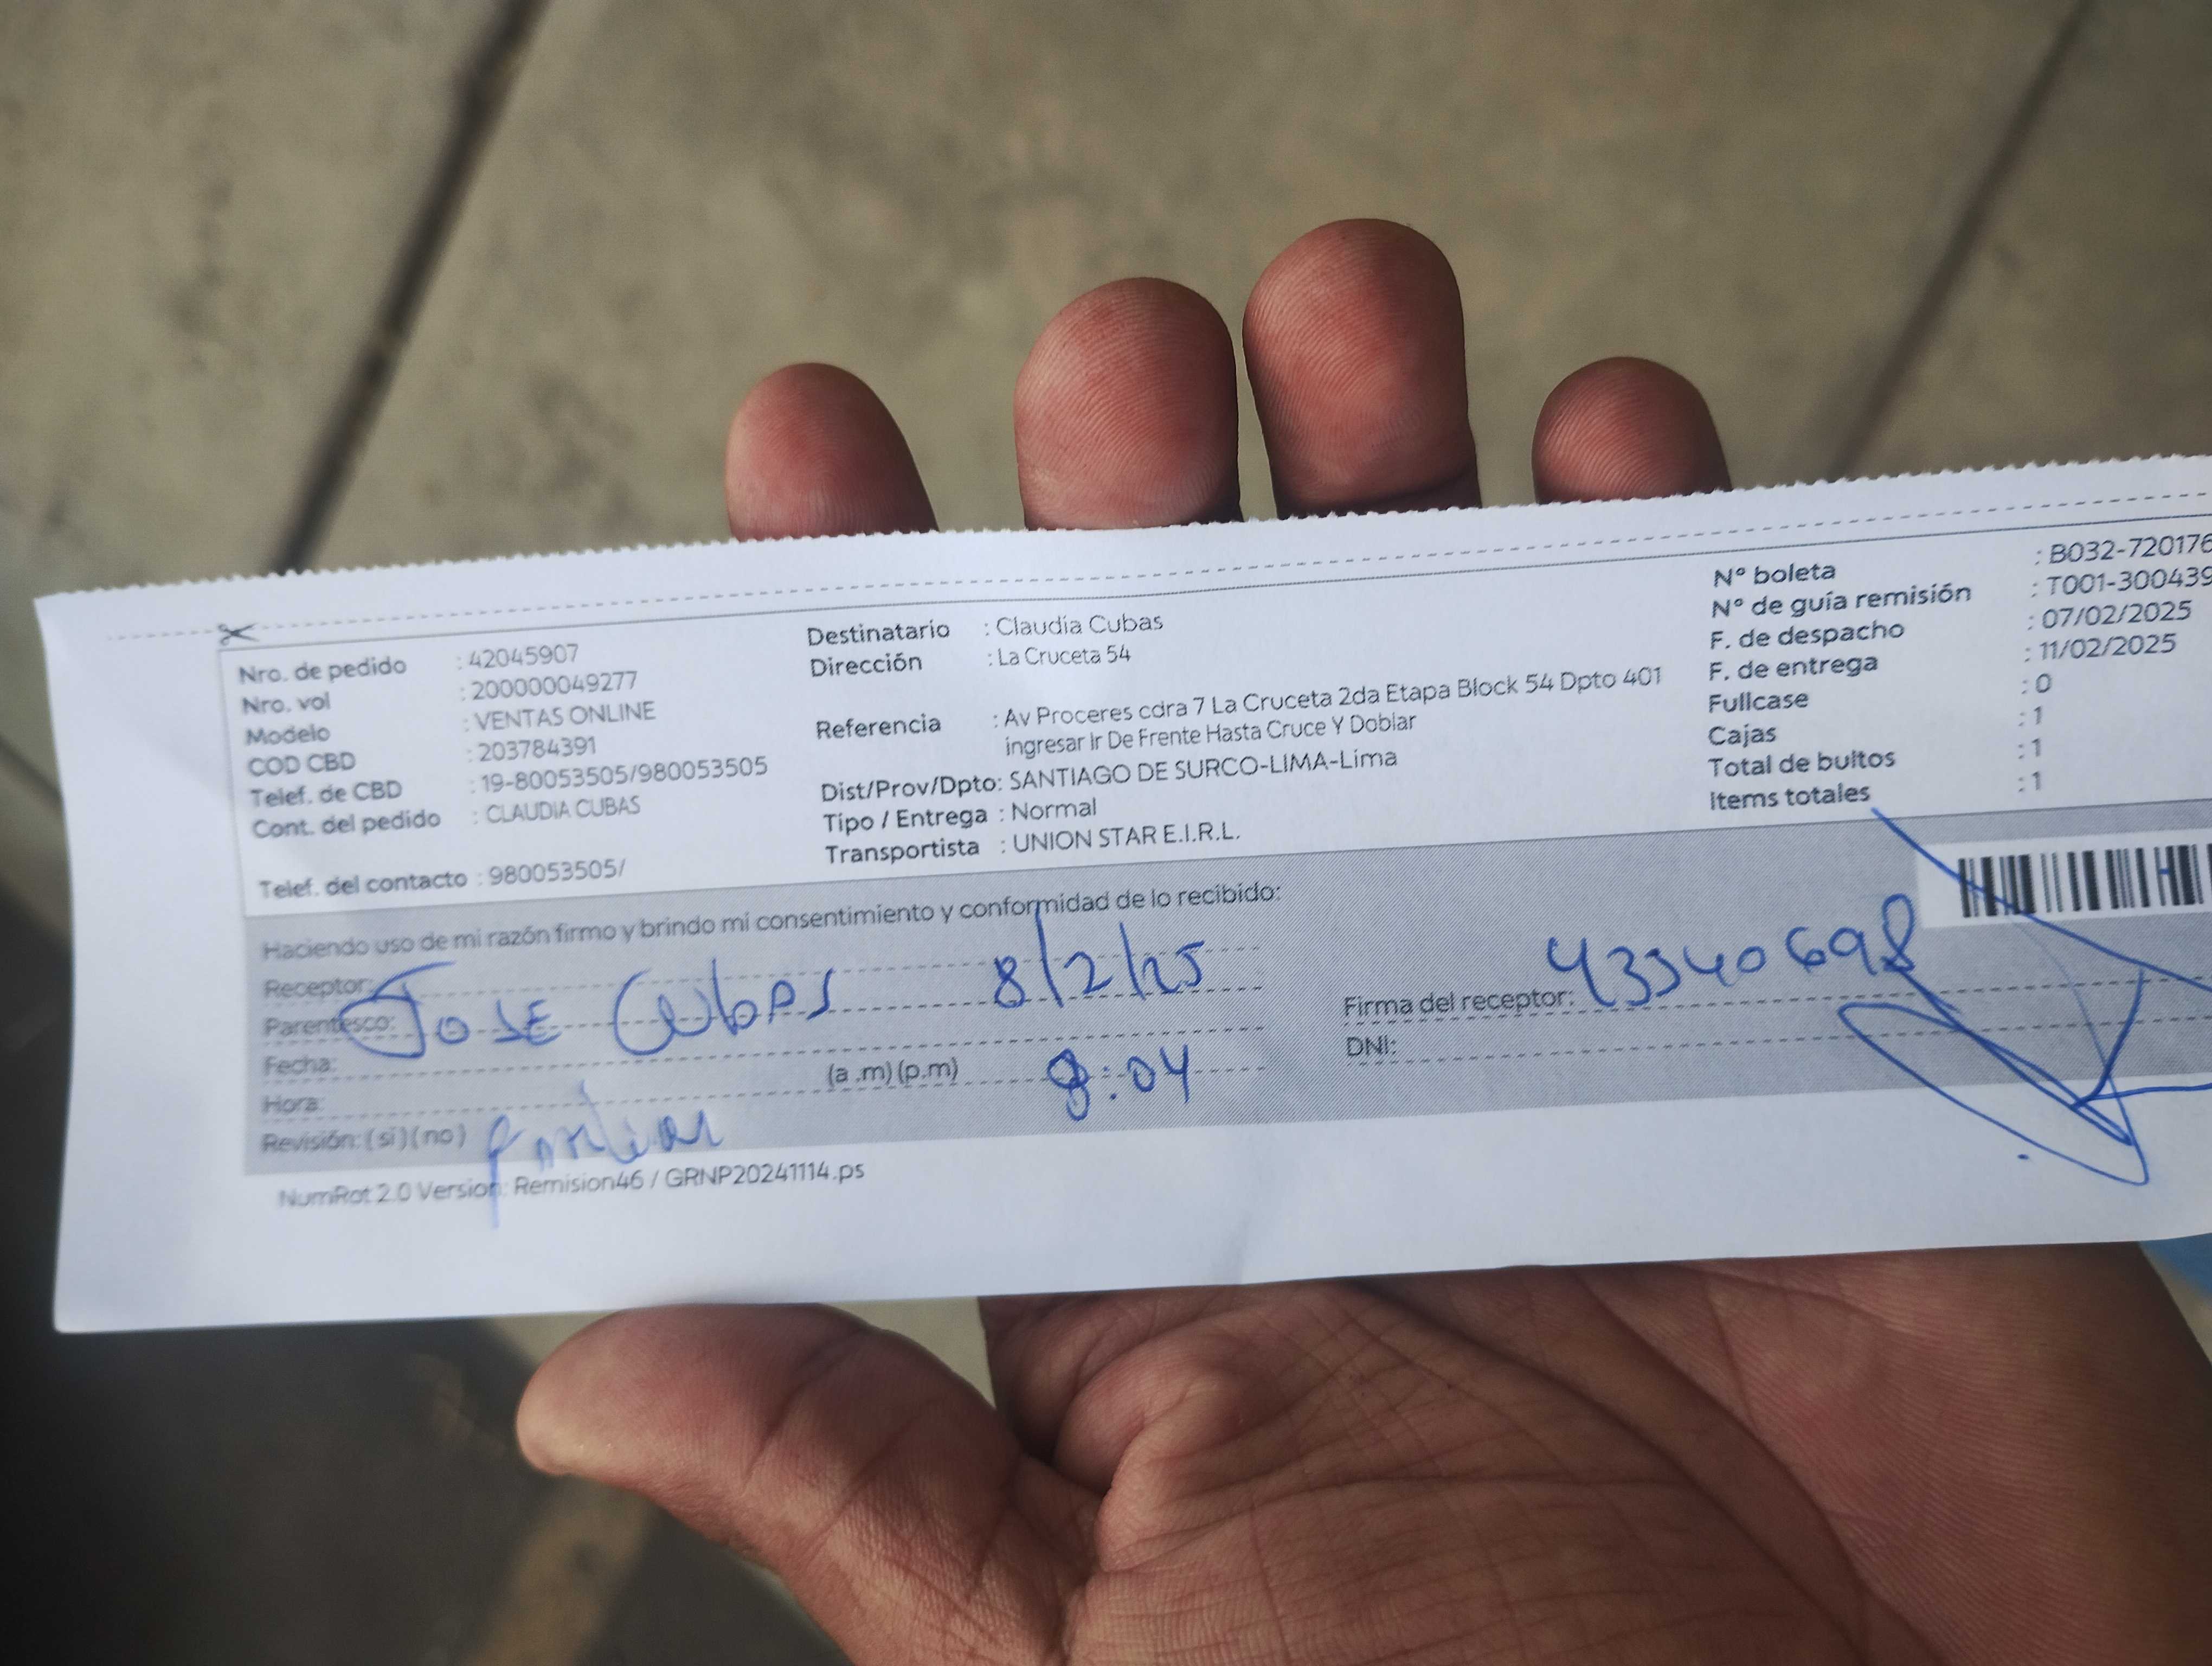 Nro. de pedido : 42045907
Nro. vol : 200000049277
Modelo : VENTAS ONLINE
COD CBD : 203784391
Telef. de CBD : 19-80053505/980053505
Cont. del pedido : CLAUDIA CUBAS
Telef. del contacto : 980053505/
Destinatario : Claudia Cubas
Dirección : La Cruceta 54
Referencia : Av Proceres cdra 7 La Cruceta 2da Etapa Block 54 Dpto 401
ingresar Ir De Frente Hasta Cruce Y Doblar
Dist/Prov/Dpto: SANTIAGO DE SURCO-LIMA-Lima
Tipo / Entrega : Normal
Transportista : UNION STAR E.I.R.L.
N° boleta : B032-720176
N° de guía remisión : T001-300439
F. de despacho : 07/02/2025
F. de entrega : 11/02/2025
Fullcase : 0
Cajas : 1
Total de bultos : 1
Items totales : 1
Haciendo uso de mi razón firmo y brindo mi consentimiento y conformidad de lo recibido:
Receptor:
Parentesco: JOSE Cubas 8/2/25
Fecha:
Hora: (a.m)(p.m) 8:04
Revisión: (si)(no)
Firma del receptor: 43340698
DNI:
NumRot 2.0 Version: Remision46 / GRNP20241114.ps